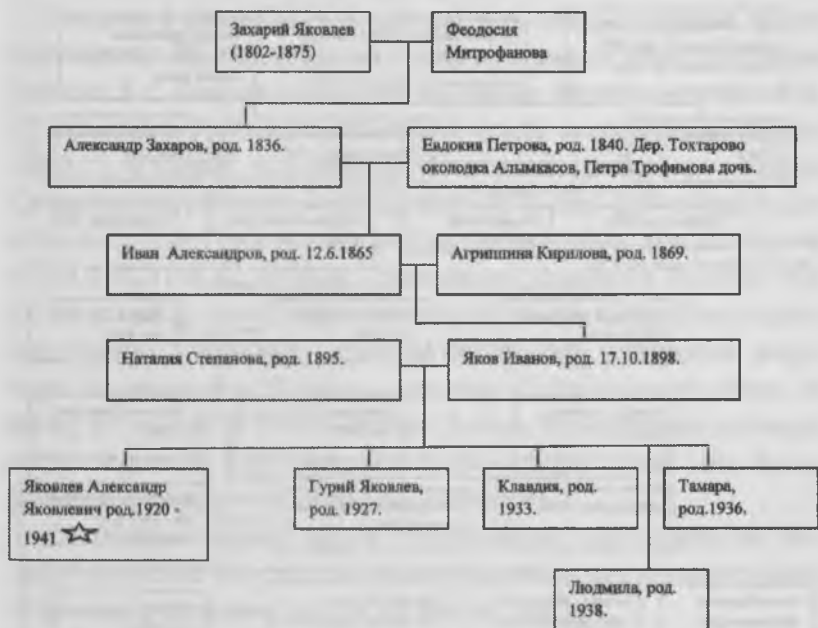 Захарий Яковлев
(1802-1875)
Феодосия
Митрофанова
Александр Захаров, род. 1836.
Евдокия Петрова, род. 1840. Дер. Тохтарово
околодка Алымкасов, Петра Трофимова дочь.
Иван Александров, род. 12.6.1865
Агриппина Кирилова, род. 1869.
Наталия Степанова, род. 1895.
Яков Иванов, род. 17.10.1898.
Яковлев Александр
Яковлевич род.1920 -
1941
Гурий Яковлев,
род. 1927.
Клавдия, род.
1933.
Тамара,
род.1936.
Людмила, род.
1938.